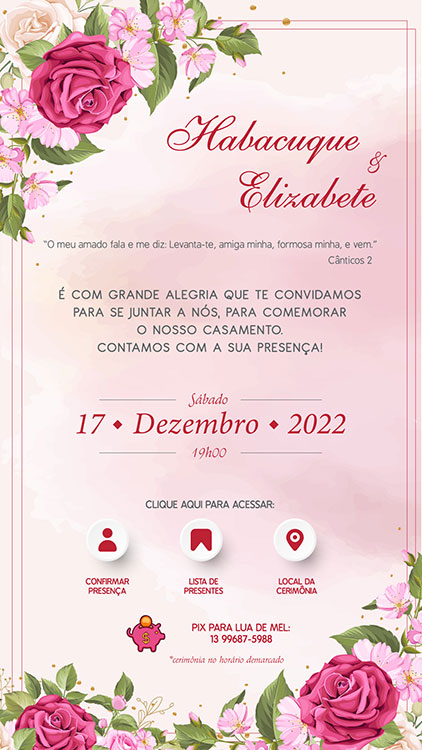 Habacuque
&
Elizabete
“O meu amado fala e me diz: Levanta-te, amiga minha, formosa minha, e vem.”
Cânticos 2
É COM GRANDE ALEGRIA QUE TE CONVIDAMOS
PARA SE JUNTAR A NÓS, PARA COMEMORAR
O NOSSO CASAMENTO.
CONTAMOS COM A SUA PRESENÇA!
Sábado
17 ◆ Dezembro ◆ 2022
19h00
CLIQUE AQUI PARA ACESSAR:
CONFIRMAR
PRESENÇA
LISTA DE
PRESENTES
LOCAL DA
CERIMÔNIA
PIX PARA LUA DE MEL:
13 99687-5988
*cerimônia no horário demarcado